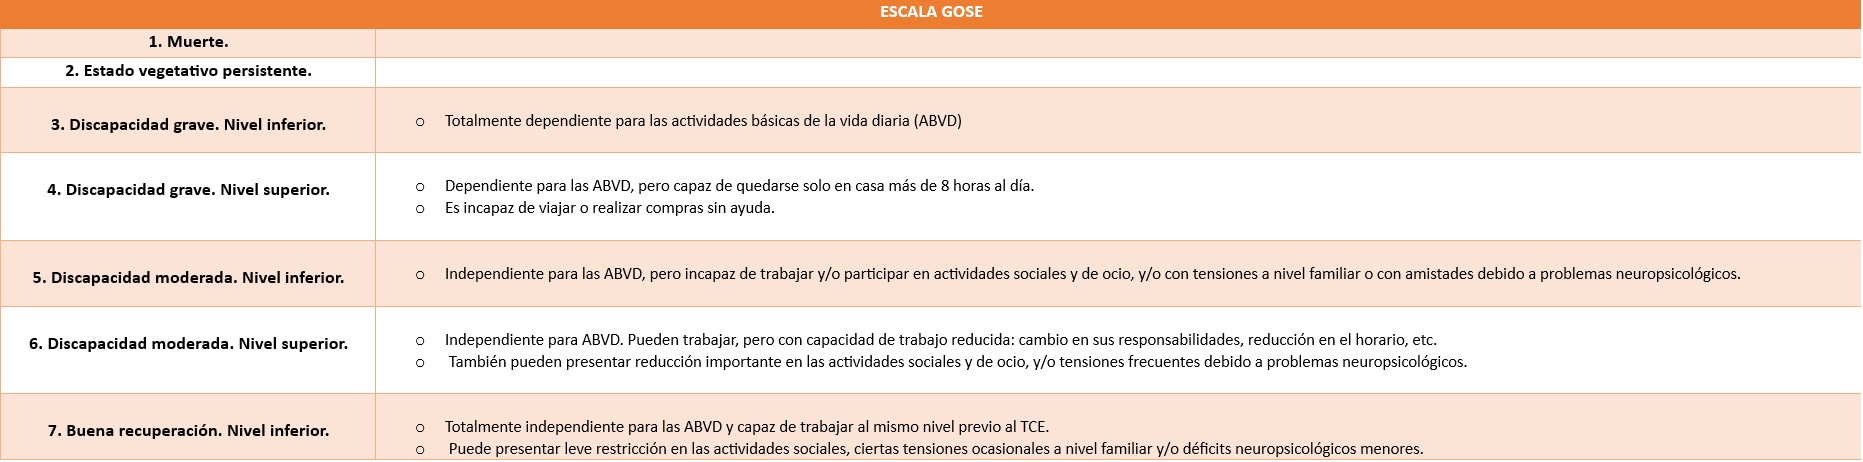 ESCALA GOSE
1. Muerte.
2. Estado vegetativo persistente.
3. Discapacidad grave. Nivel inferior.
o Totalmente dependiente para las actividades básicas de la vida diaria (ABVD)
4. Discapacidad grave. Nivel superior.
o Dependiente para las ABVD, pero capaz de quedarse solo en casa más de 8 horas al día.
o Es incapaz de viajar o realizar compras sin ayuda.
5. Discapacidad moderada. Nivel inferior.
o Independiente para las ABVD, pero incapaz de trabajar y/o participar en actividades sociales y de ocio, y/o con tensiones a nivel familiar o con amistades debido a problemas neuropsicológicos.
6. Discapacidad moderada. Nivel superior.
o Independiente para ABVD. Pueden trabajar, pero con capacidad de trabajo reducida: cambio en sus responsabilidades, reducción en el horario, etc.
o También pueden presentar reducción importante en las actividades sociales y de ocio, y/o tensiones frecuentes debido a problemas neuropsicológicos.
7. Buena recuperación. Nivel inferior.
o Totalmente independiente para las ABVD y capaz de trabajar al mismo nivel previo al TCE.
o Puede presentar leve restricción en las actividades sociales, ciertas tensiones ocasionales a nivel familiar y/o déficits neuropsicológicos menores.